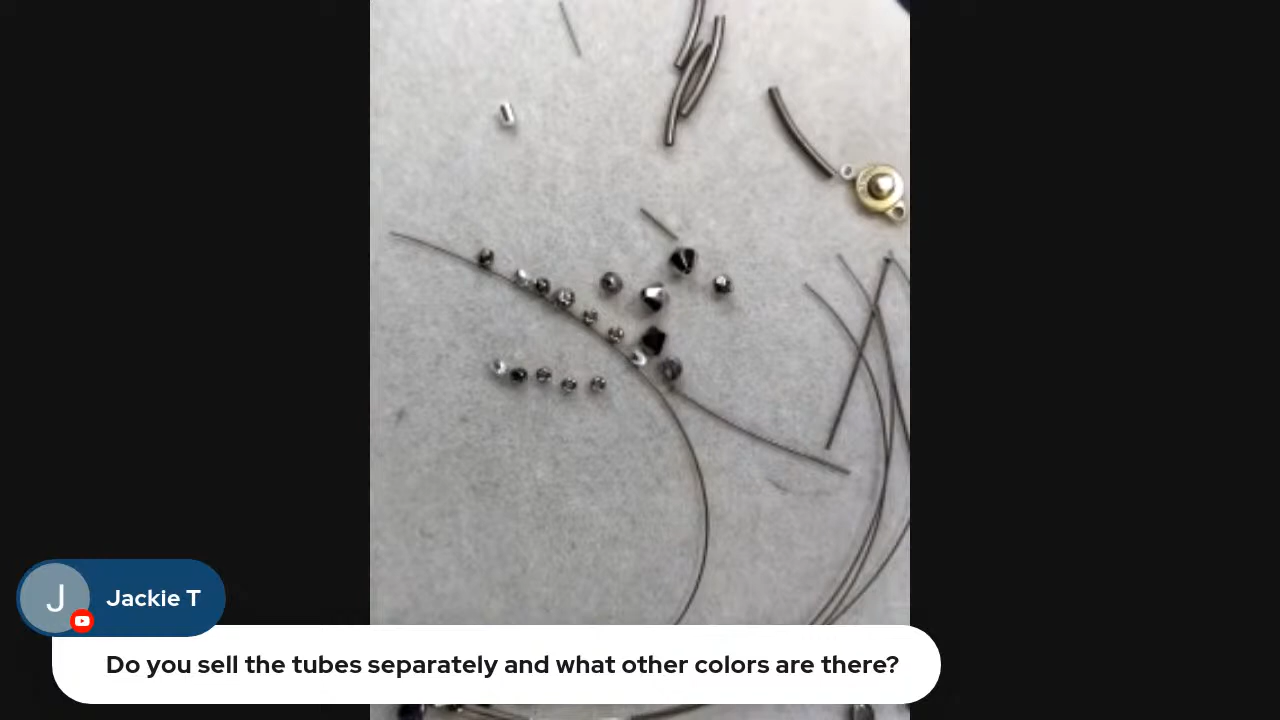 J
Jackie T
Do you sell the tubes separately and what other colors are there?